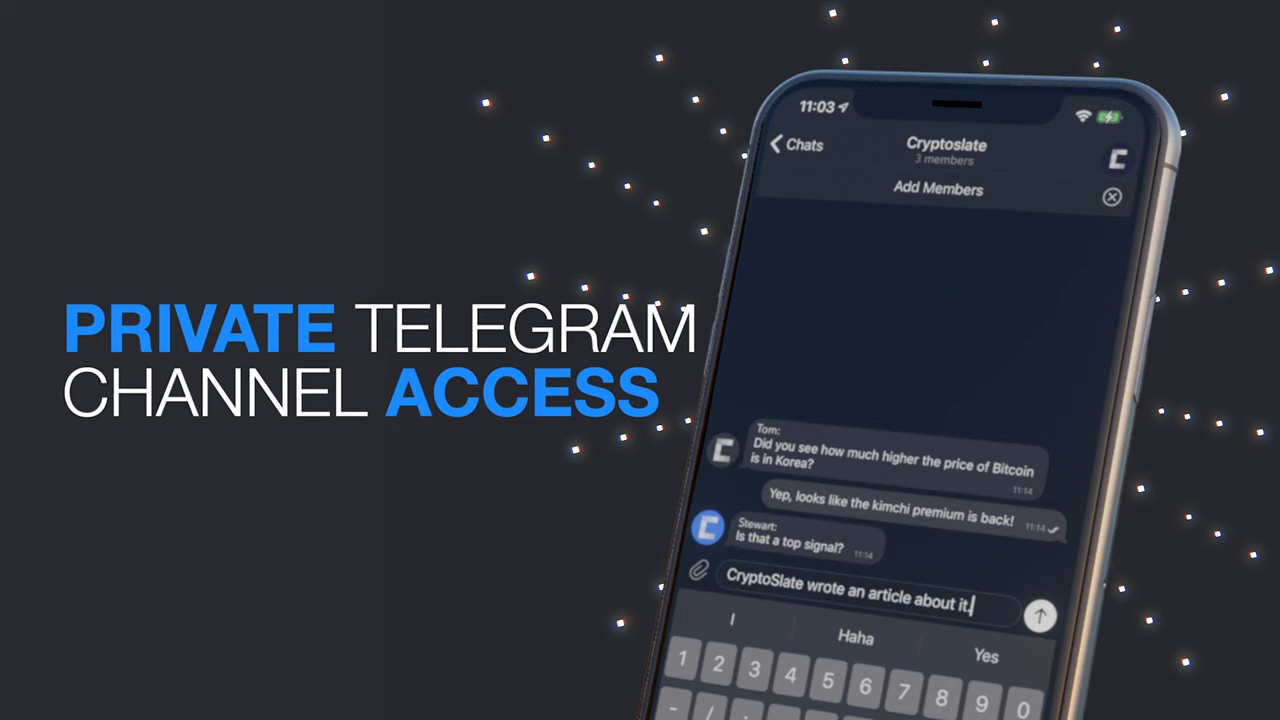 PRIVATE TELEGRAM
CHANNEL ACCESS
11:03
Chats
Cryptoslate
3 members
Add Members
Tom:
Did you see how much higher the price of Bitcoin
is in Korea?
11:14
Yep, looks like the kimchi premium is back! 11:14
Stewart:
Is that a top signal? 11:14
CryptoSlate wrote an article about it.
I Haha Yes
1 2 3 4 5 6 7 8 9 0
- /